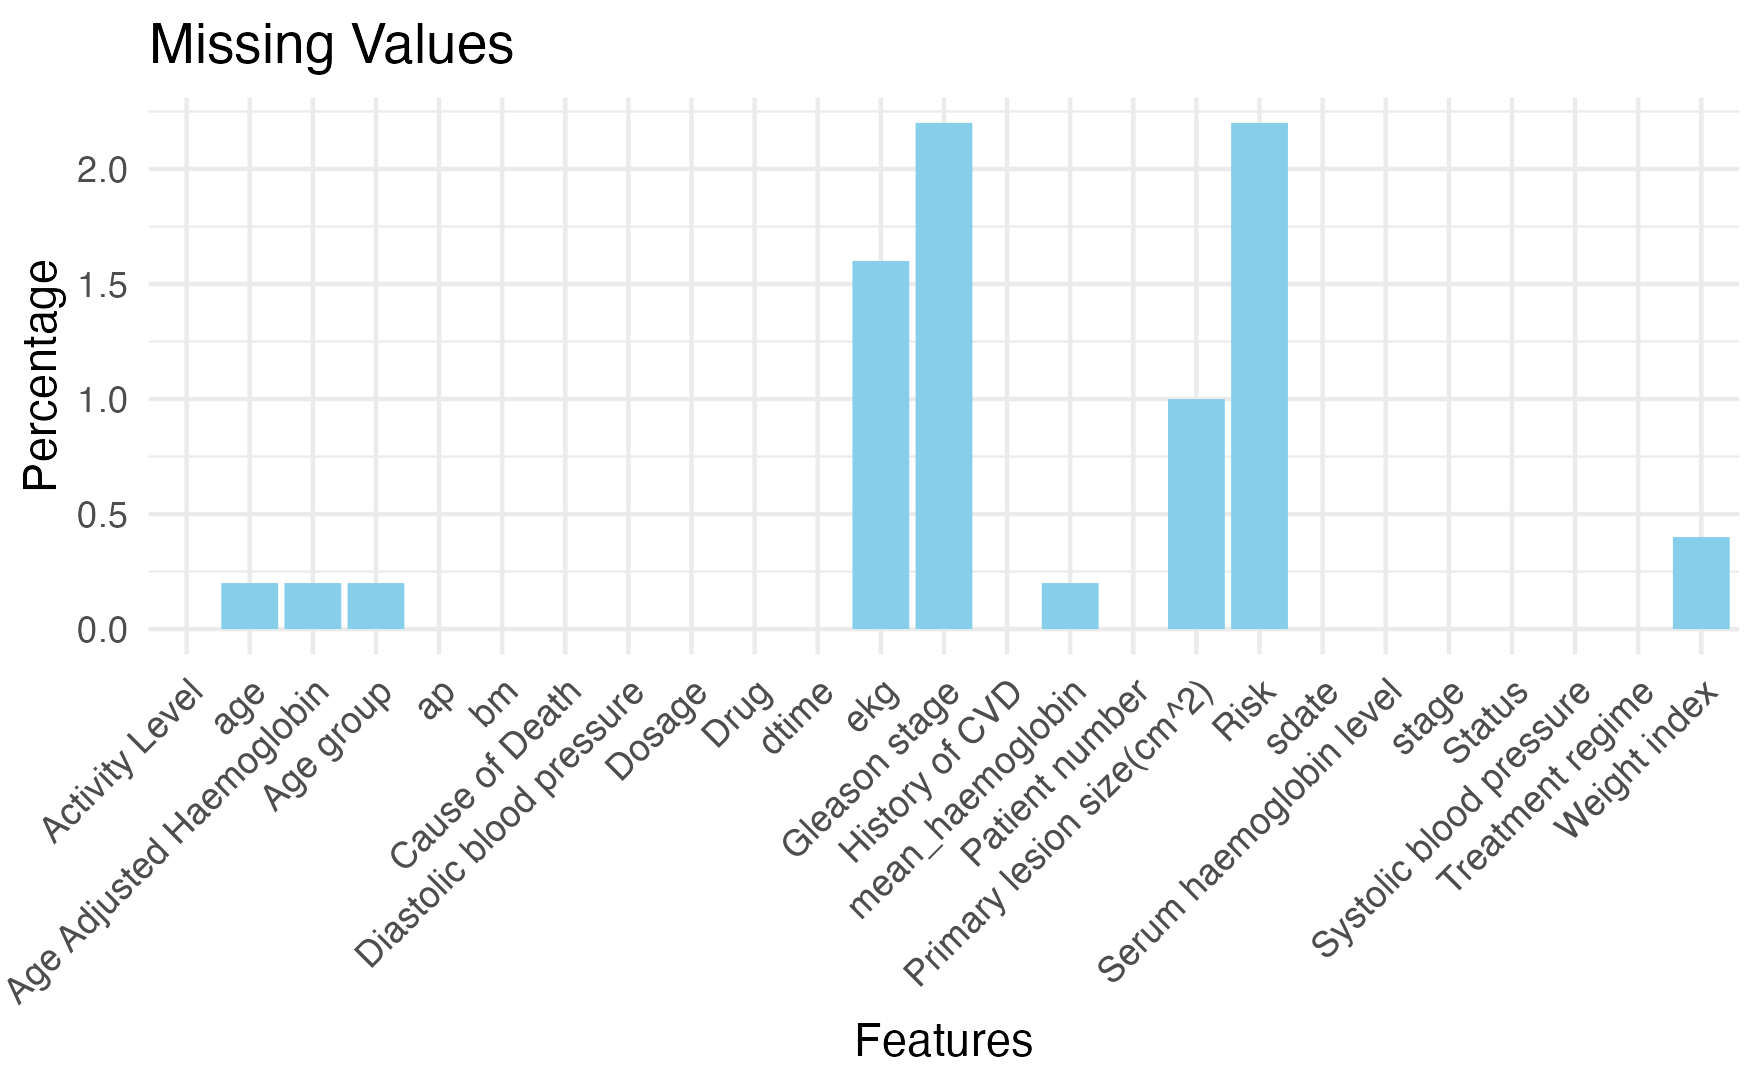 Missing Values
Percentage
2.0
1.5
1.0
0.5
0.0
Activity Level
age
Age Adjusted Haemoglobin
Age group
ap
bm
Cause of Death
Diastolic blood pressure
Dosage
Drug
dtime
ekg
Gleason stage
History of CVD
mean_haemoglobin
Patient number
Primary lesion size(cm^2)
Risk
sdate
Serum haemoglobin level
stage
Status
Systolic blood pressure
Treatment regime
Weight index
Features